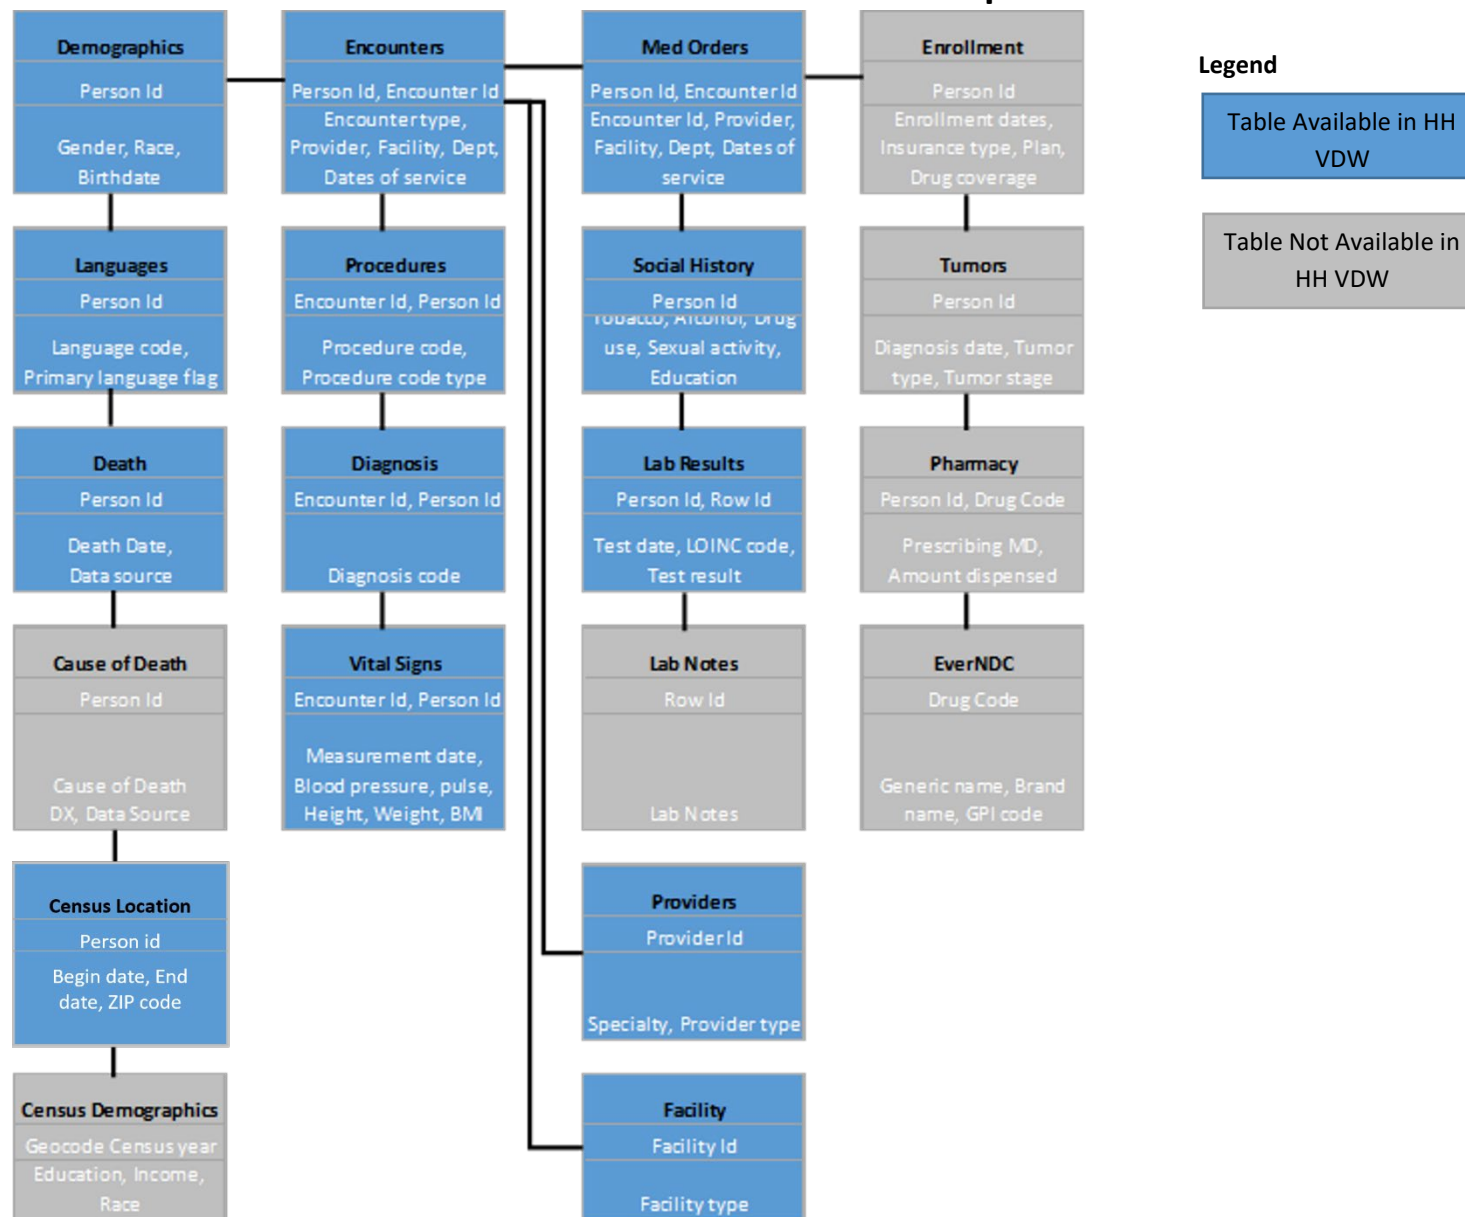 Demographics
Person Id
Gender, Race,
Birthdate
Languages
Person Id
Language code,
Primary language flag
Death
Person Id
Death Date,
Data source
Cause of Death
Person Id
Cause of Death
DX, Data Source
Census Location
Person id
Begin date, End
date, ZIP code
Census Demographics
Geocode Census year
Education, Income,
Race
Encounters
Person Id, Encounter Id
Encounter type,
Provider, Facility, Dept,
Dates of service
Procedures
Encounter Id, Person Id
Procedure code,
Procedure code type
Diagnosis
Encounter Id, Person Id
Diagnosis code
Vital Signs
Encounter Id, Person Id
Measurement date,
Blood pressure, pulse,
Height, Weight, BMI
Med Orders
Person Id, Encounter Id
Encounter Id, Provider,
Facility, Dept, Dates of
service
Social History
Person Id
Tobacco, Alcohol, Drug
use, Sexual activity,
Education
Lab Results
Person Id, Row Id
Test date, LOINC code,
Test result
Lab Notes
Row Id
Lab Notes
Providers
Provider Id
Specialty, Provider type
Facility
Facility Id
Facility type
Enrollment
Person Id
Enrollment dates,
Insurance type, Plan,
Drug coverage
Tumors
Person Id
Diagnosis date, Tumor
type, Tumor stage
Pharmacy
Person Id, Drug Code
Prescribing MD,
Amount dispensed
EverNDC
Drug Code
Generic name, Brand
name, GPI code
Legend
Table Available in HH
VDW
Table Not Available in
HH VDW